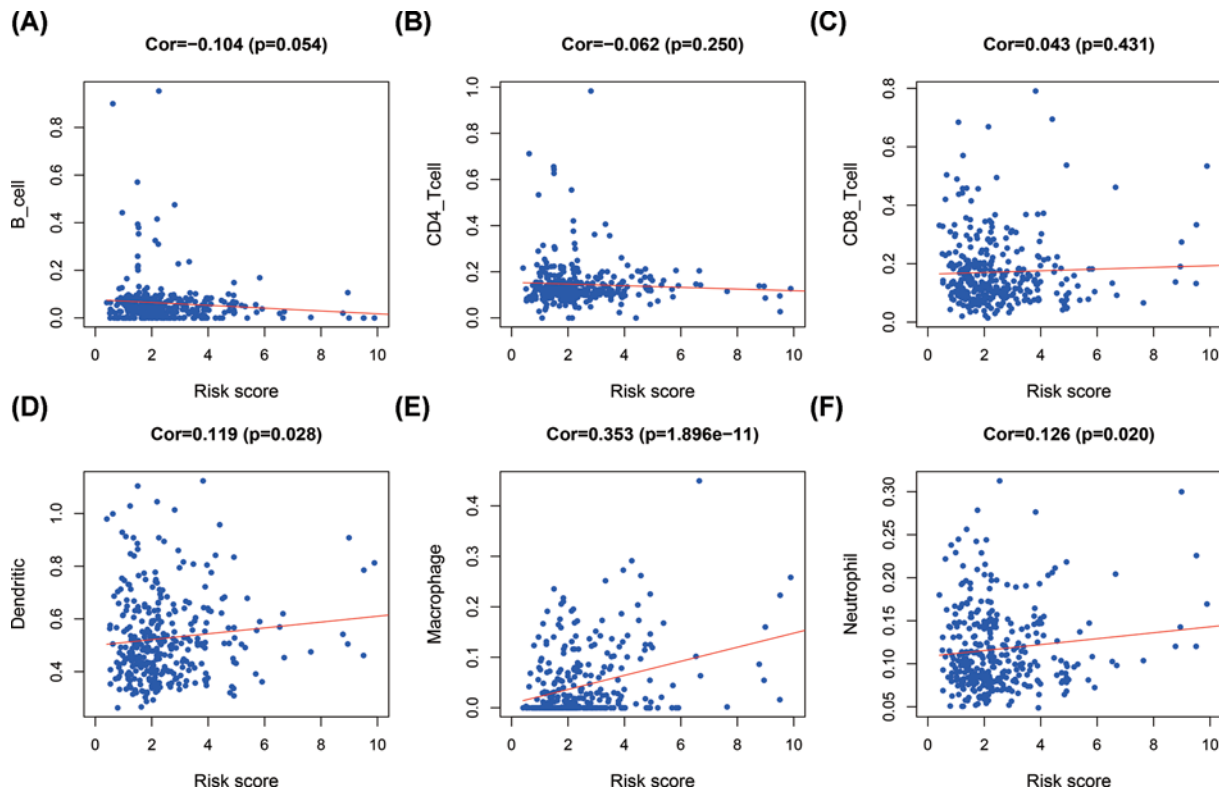 (A)
Cor=−0.104 (p=0.054)
B_cell
0.0
0.2
0.4
0.6
0.8
0 2 4 6 8 10
Risk score
(B)
Cor=−0.062 (p=0.250)
CD4_Tcell
0.0
0.2
0.4
0.6
0.8
1.0
0 2 4 6 8 10
Risk score
(C)
Cor=0.043 (p=0.431)
CD8_Tcell
0.0
0.2
0.4
0.6
0.8
0 2 4 6 8 10
Risk score
(D)
Cor=0.119 (p=0.028)
Dendritic
0.4
0.6
0.8
1.0
0 2 4 6 8 10
Risk score
(E)
Cor=0.353 (p=1.896e−11)
Macrophage
0.0
0.1
0.2
0.3
0.4
0 2 4 6 8 10
Risk score
(F)
Cor=0.126 (p=0.020)
Neutrophil
0.05
0.10
0.15
0.20
0.25
0.30
0 2 4 6 8 10
Risk score